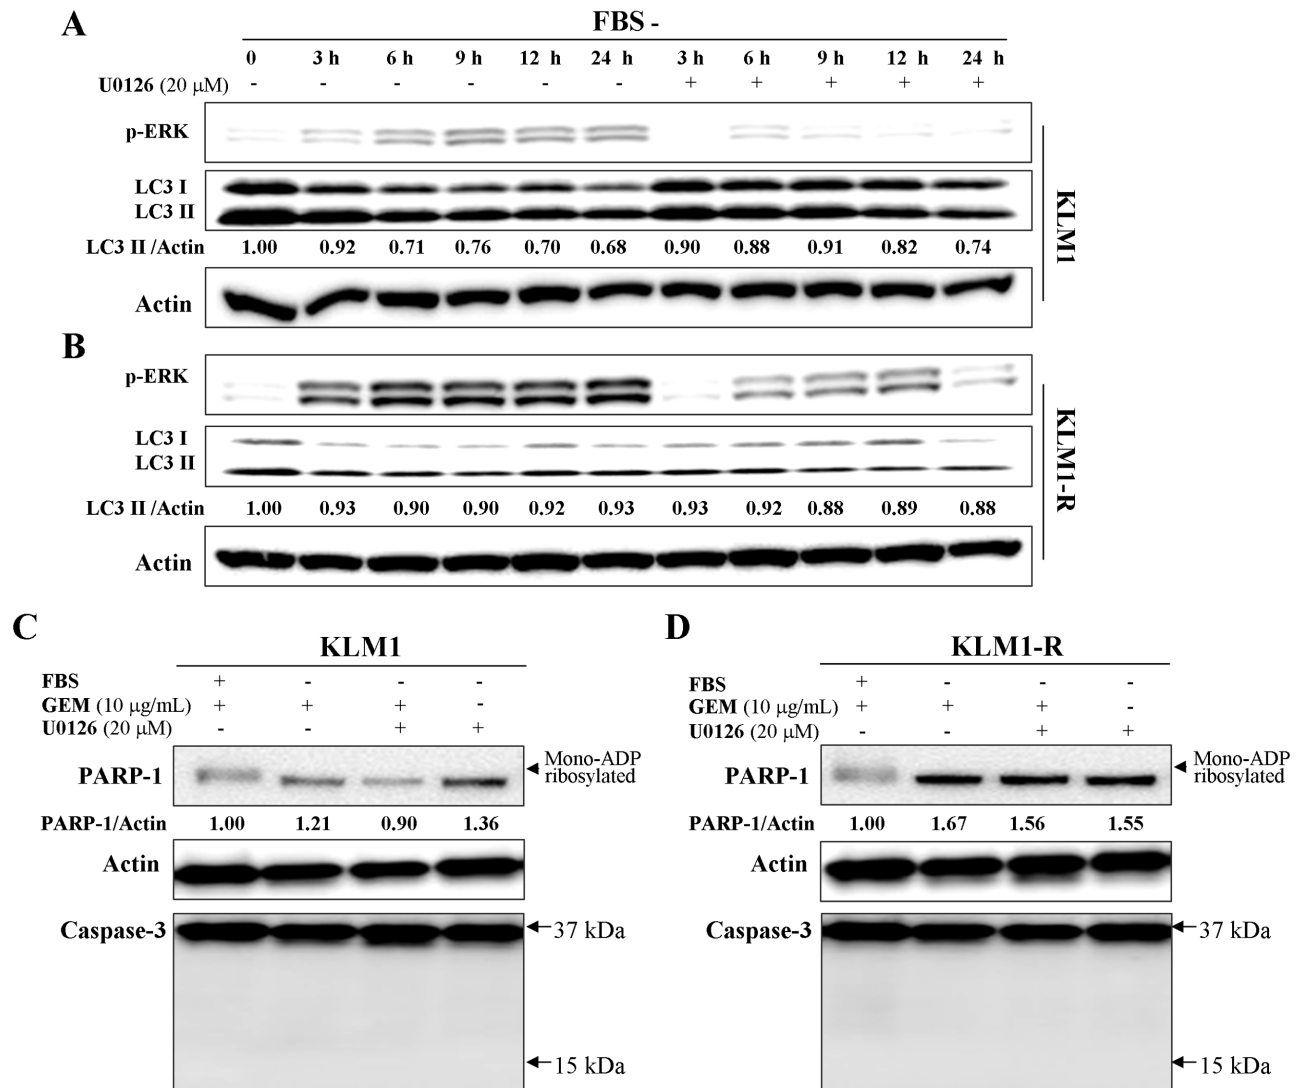 A
FBS -
0 3 h 6 h 9 h 12 h 24 h 3 h 6 h 9 h 12 h 24 h
U0126 (20 μM) - - - - - - + + + + +
p-ERK
LC3 I
LC3 II
LC3 II /Actin 1.00 0.92 0.71 0.76 0.70 0.68 0.90 0.88 0.91 0.82 0.74
Actin
KLM1
B
p-ERK
LC3 I
LC3 II
LC3 II /Actin 1.00 0.93 0.90 0.90 0.92 0.93 0.93 0.92 0.88 0.89 0.88
Actin
KLM1-R
C
KLM1
FBS + - - -
GEM (10 μg/mL) + + + -
U0126 (20 μM) - - + +
PARP-1
Mono-ADP
ribosylated
PARP-1/Actin 1.00 1.21 0.90 1.36
Actin
Caspase-3
37 kDa
15 kDa
D
KLM1-R
FBS + - - -
GEM (10 μg/mL) + + + -
U0126 (20 μM) - - + +
PARP-1
Mono-ADP
ribosylated
PARP-1/Actin 1.00 1.67 1.56 1.55
Actin
Caspase-3
37 kDa
15 kDa